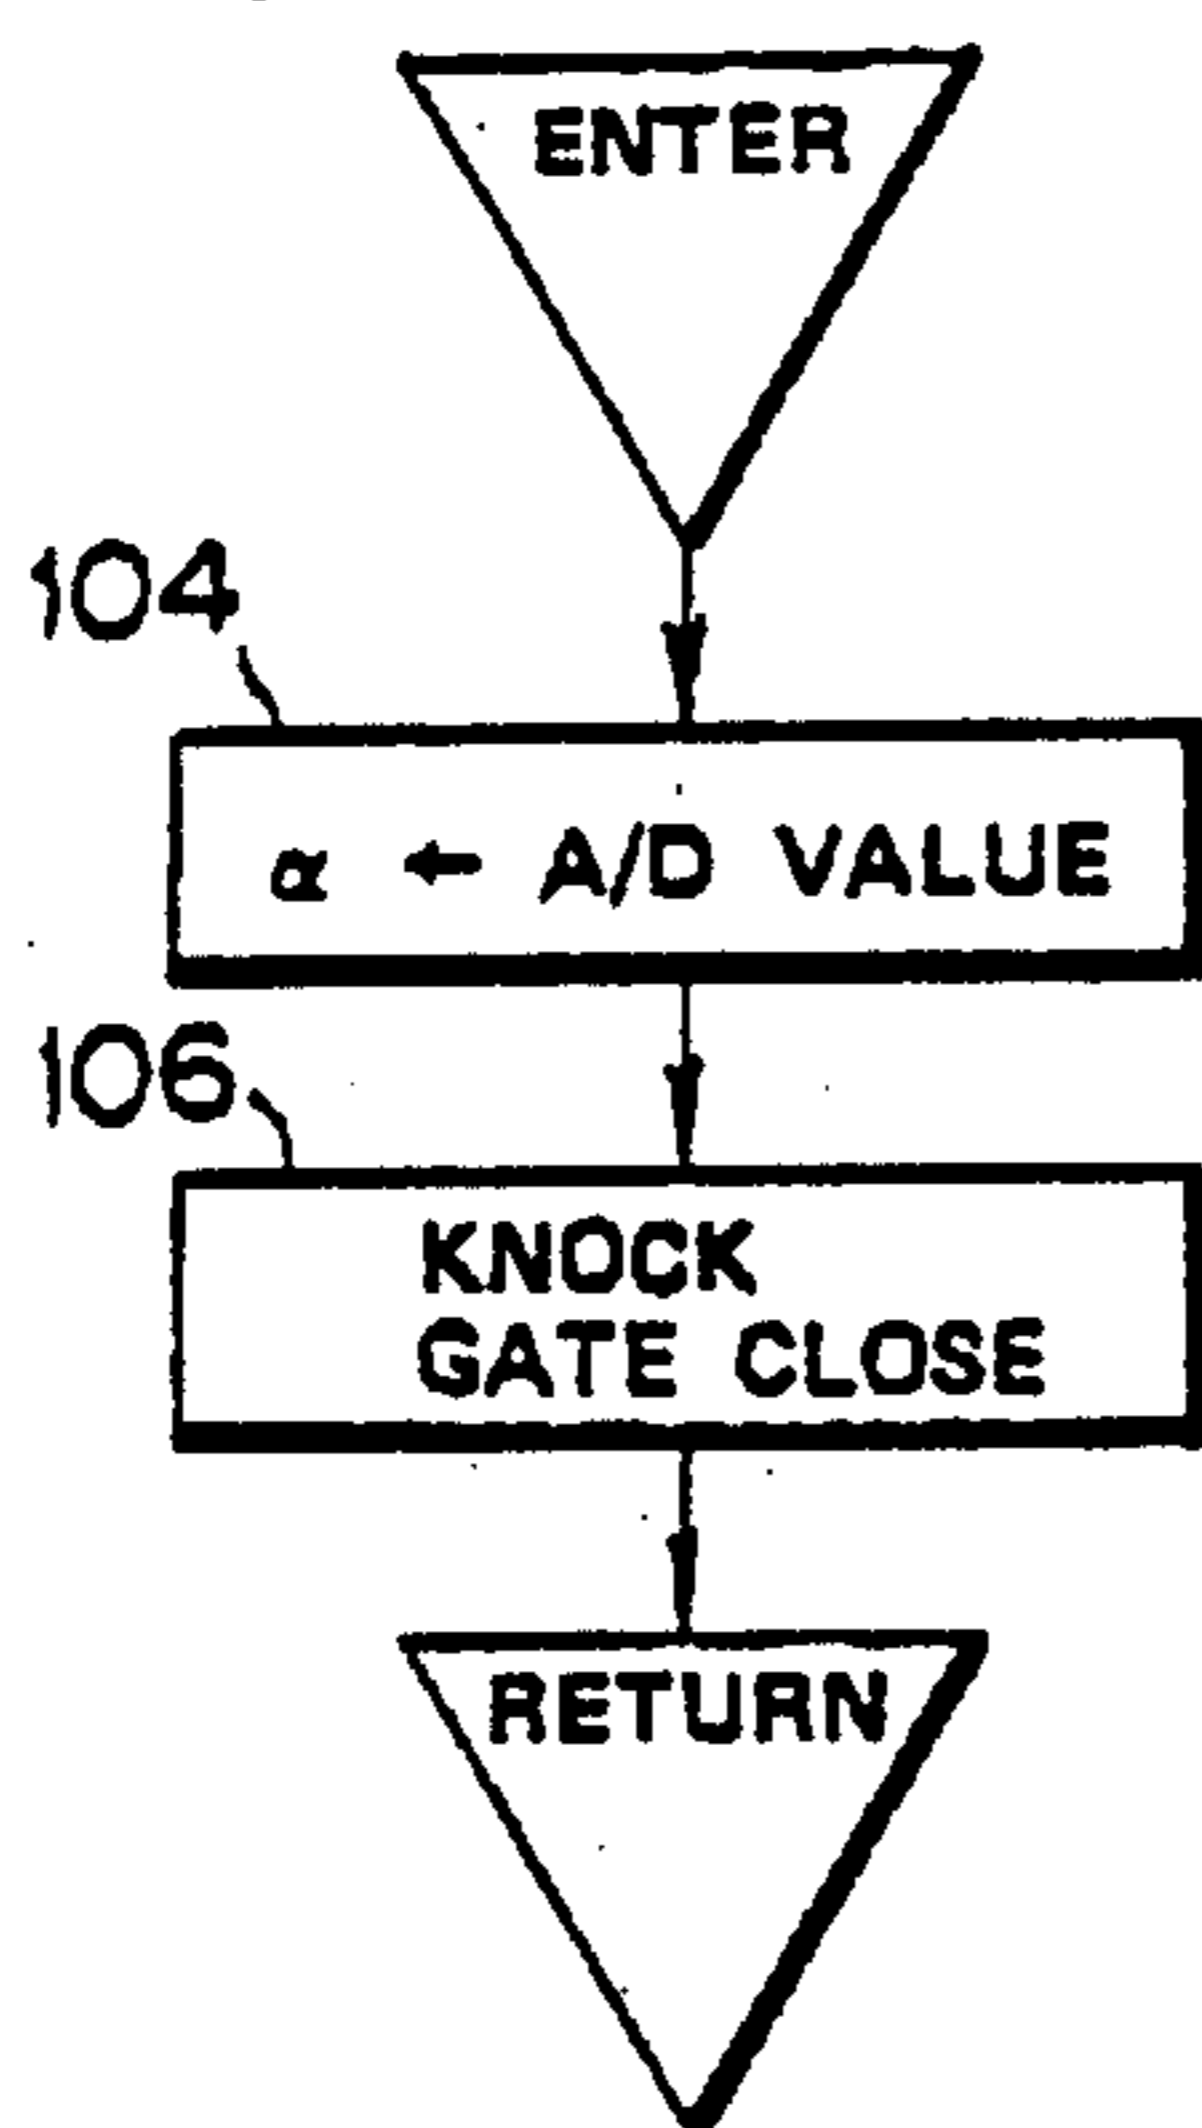 ENTER
104
α ← A/D VALUE
106
KNOCK
GATE CLOSE
RETURN